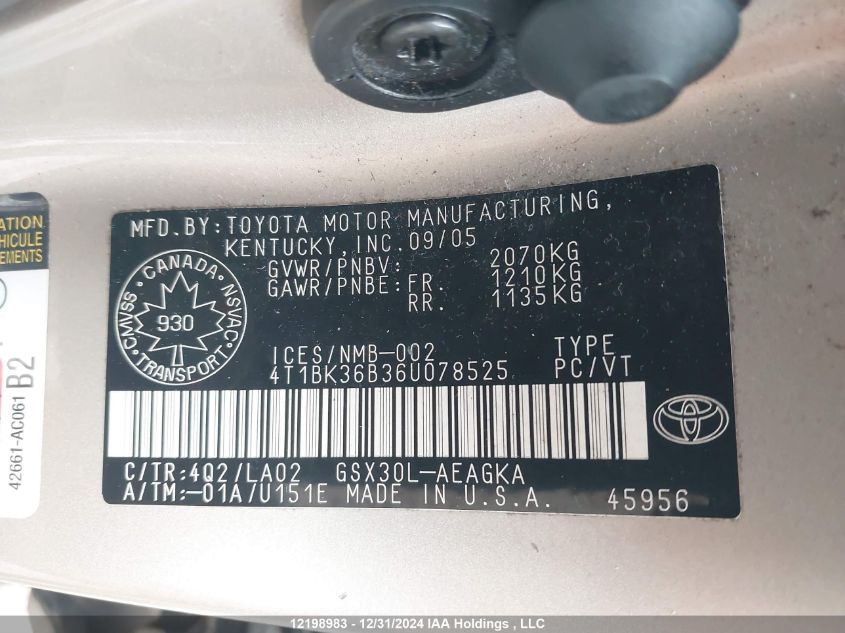 MFD.BY:TOYOTA MOTOR MANUFACTURING,
KENTUCKY,INC. 09/05
GVWR/PNBV: 2070KG
GAWR/PNBE: FR. 1210KG
RR. 1135KG
CANADA
CMVSS 930 NSVAC
TRANSPORT
ICES/NMB-002 TYPE
4T1BK36B36U078525 PC/VT
C/TR:4Q2/LA02 GSX30L-AEAGKA
A/TM:-01A/U151E MADE IN U.S.A. 45956
ATION
VEHICULE
EMENTS
42661-AC061 B2
12198983 - 12/31/2024 IAA Holdings , LLC